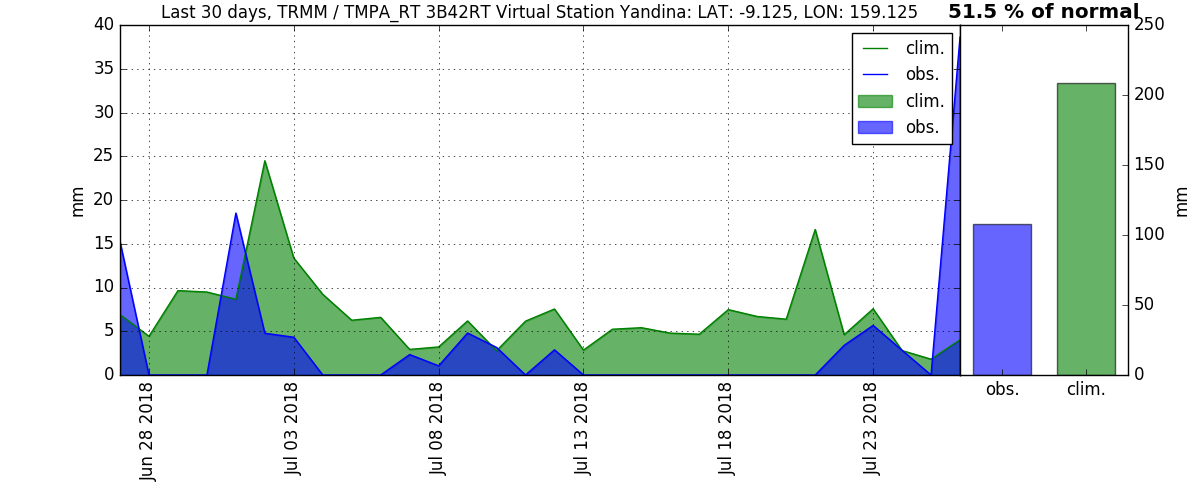 Last 30 days, TRMM / TMPA_RT 3B42RT Virtual Station Yandina: LAT: -9.125, LON: 159.125
51.5 % of normal
40
35
30
25
20
15
10
5
0
mm
clim.
obs.
clim.
obs.
250
200
150
100
50
0
mm
Jun 28 2018
Jul 03 2018
Jul 08 2018
Jul 13 2018
Jul 18 2018
Jul 23 2018
obs.
clim.